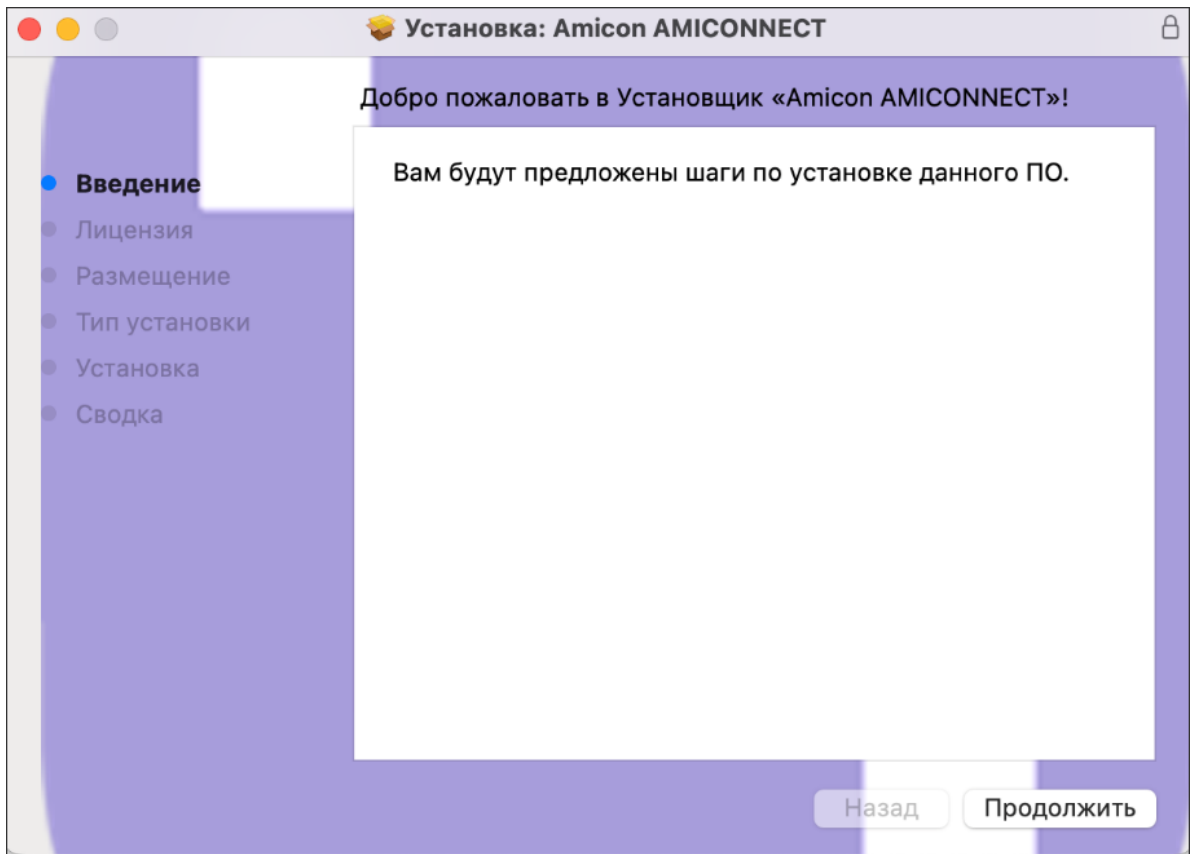 Установка: Amicon AMICONNECT
Добро пожаловать в Установщик «Amicon AMICONNECT»!
Введение
Лицензия
Размещение
Тип установки
Установка
Сводка
Вам будут предложены шаги по установке данного ПО.
Назад
Продолжить